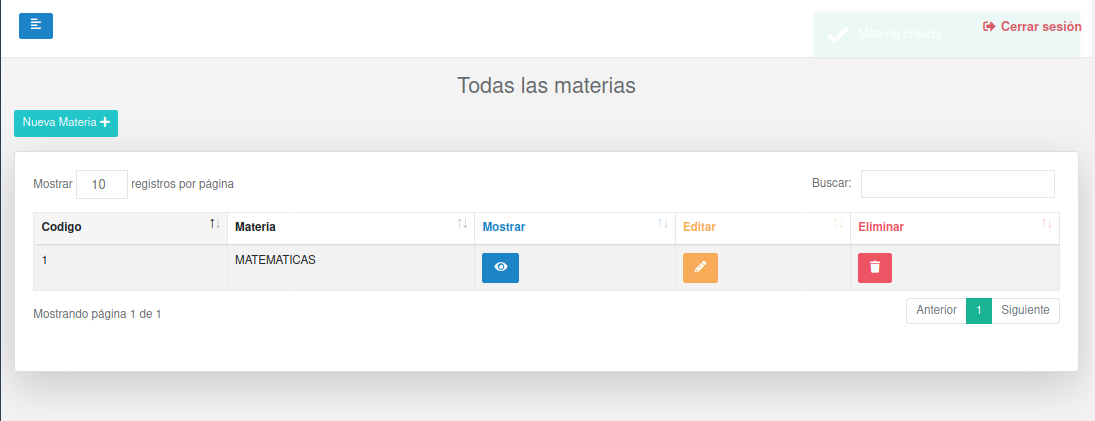 Materia creada
Cerrar sesión
Todas las materias
Nueva Materia
Mostrar 10 registros por página
Buscar:
Codigo Materia Mostrar Editar Eliminar
1 MATEMATICAS
Mostrando página 1 de 1
Anterior 1 Siguiente